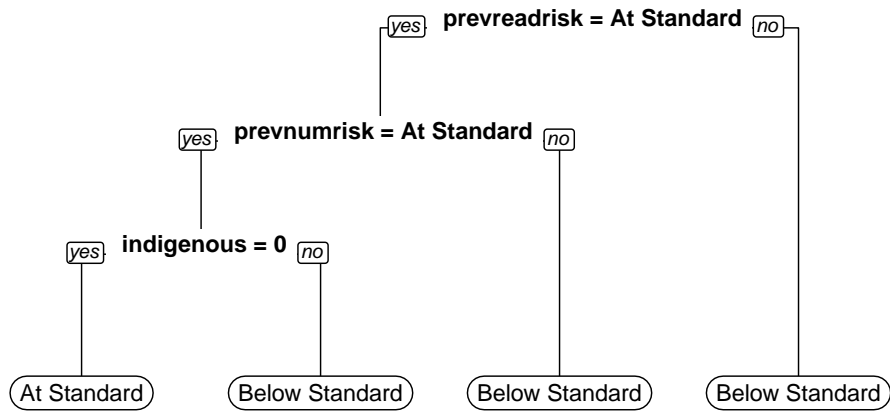 yes prevreadrisk = At Standard no
yes prevnumrisk = At Standard no
yes indigenous = 0 no
At Standard Below Standard Below Standard Below Standard